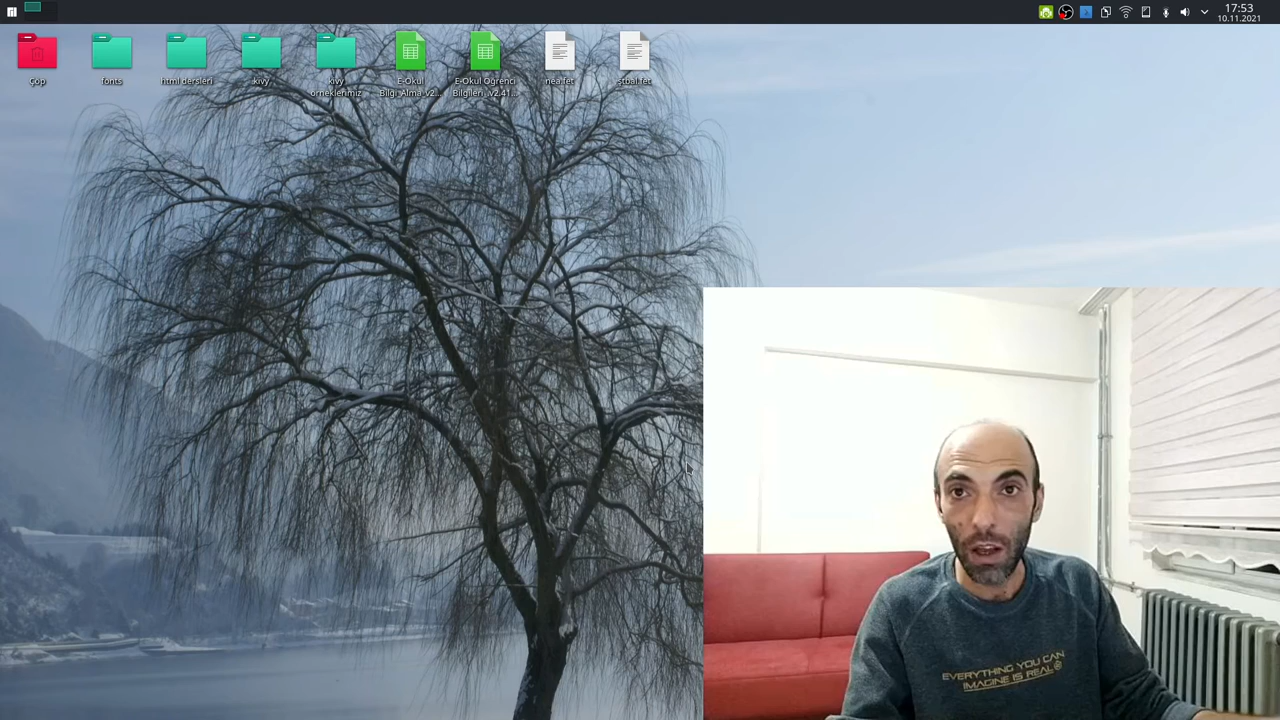 17:53
10.11.2021
Çöp
fonts
html dersleri
kivy
kivy
örneklerimiz
E-Okul
Bilgi Alma-v2...
E-Okul Öğrenci
Bilgileri .v2.41...
nea.fet
stbal.fet
EVERYTHING YOU CAN
IMAGINE IS REAL